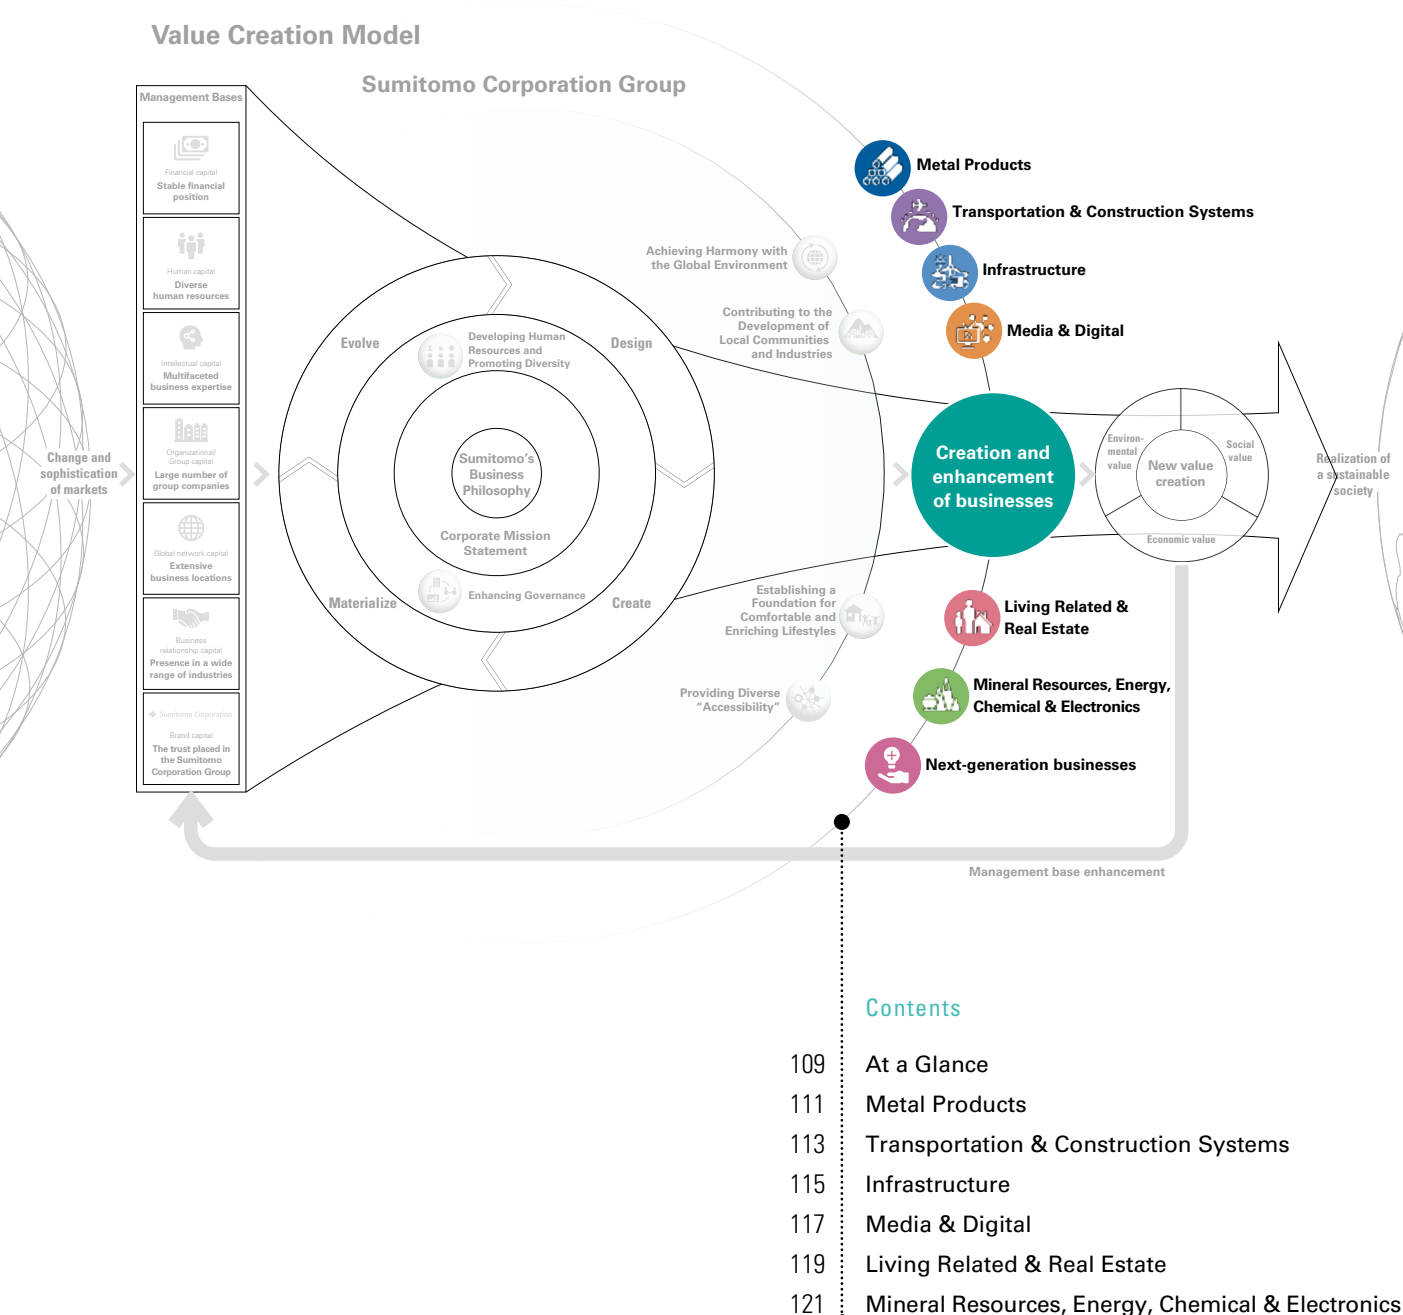 Value Creation Model
Sumitomo Corporation Group
Management Bases
Financial capital
Stable financial
position
Human capital
Diverse
human resources
Intellectual capital
Multifaceted
business expertise
Organizational/
Group capital
Large number of
group companies
Global network capital
Extensive
business locations
Business
relationship capital
Presence in a wide
range of industries
Sumitomo Corporation
Brand capital
The trust placed in
the Sumitomo
Corporation Group
Change and
sophistication
of markets
Evolve
Design
Materialize
Create
Developing Human
Resources and
Promoting Diversity
Sumitomo's
Business
Philosophy
Corporate Mission
Statement
Enhancing Governance
Achieving Harmony with
the Global Environment
Contributing to the
Development of
Local Communities
and Industries
Establishing a
Foundation for
Comfortable and
Enriching Lifestyles
Providing Diverse
"Accessibility"
Metal Products
Transportation & Construction Systems
Infrastructure
Media & Digital
Creation and
enhancement
of businesses
Living Related &
Real Estate
Mineral Resources, Energy,
Chemical & Electronics
Next-generation businesses
Environ-
mental
value
Social
value
New value
creation
Economic value
Realization of
a sustainable
society
Management base enhancement
Contents
109 At a Glance
111 Metal Products
113 Transportation & Construction Systems
115 Infrastructure
117 Media & Digital
119 Living Related & Real Estate
121 Mineral Resources, Energy, Chemical & Electronics